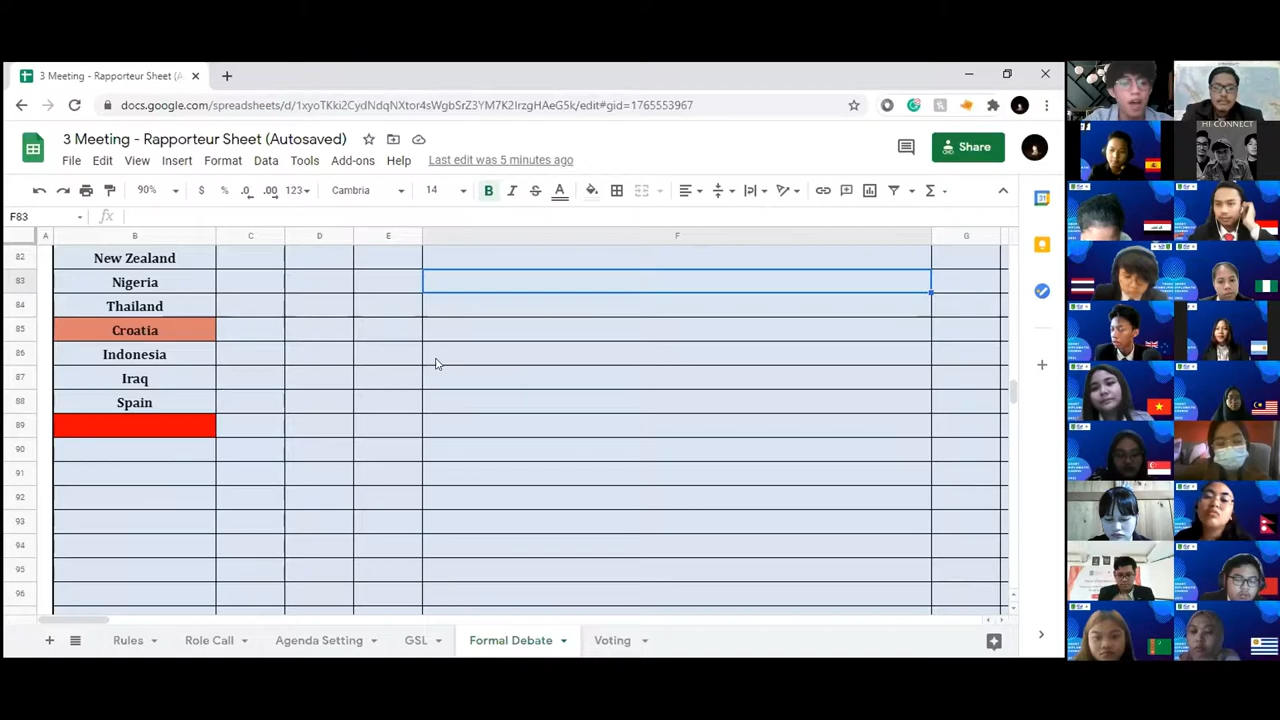 3 Meeting - Rapporteur Sheet (A
docs.google.com/spreadsheets/d/1xyoTKki2CydNdqNXtor4sWgbSrZ3YM7K2IrzgHAeG5k/edit#gid=1765553967
3 Meeting - Rapporteur Sheet (Autosaved)
File Edit View Insert Format Data Tools Add-ons Help Last edit was 5 minutes ago
Share
90% $ % .0 .00 123 Cambria 14 B I S A
F83 fx
A B C D E F G
82 New Zealand
83 Nigeria
84 Thailand
85 Croatia
86 Indonesia
87 Iraq
88 Spain
89
90
91
92
93
94
95
96
Rules Role Call Agenda Setting GSL Formal Debate Voting
31
HI CONNECT